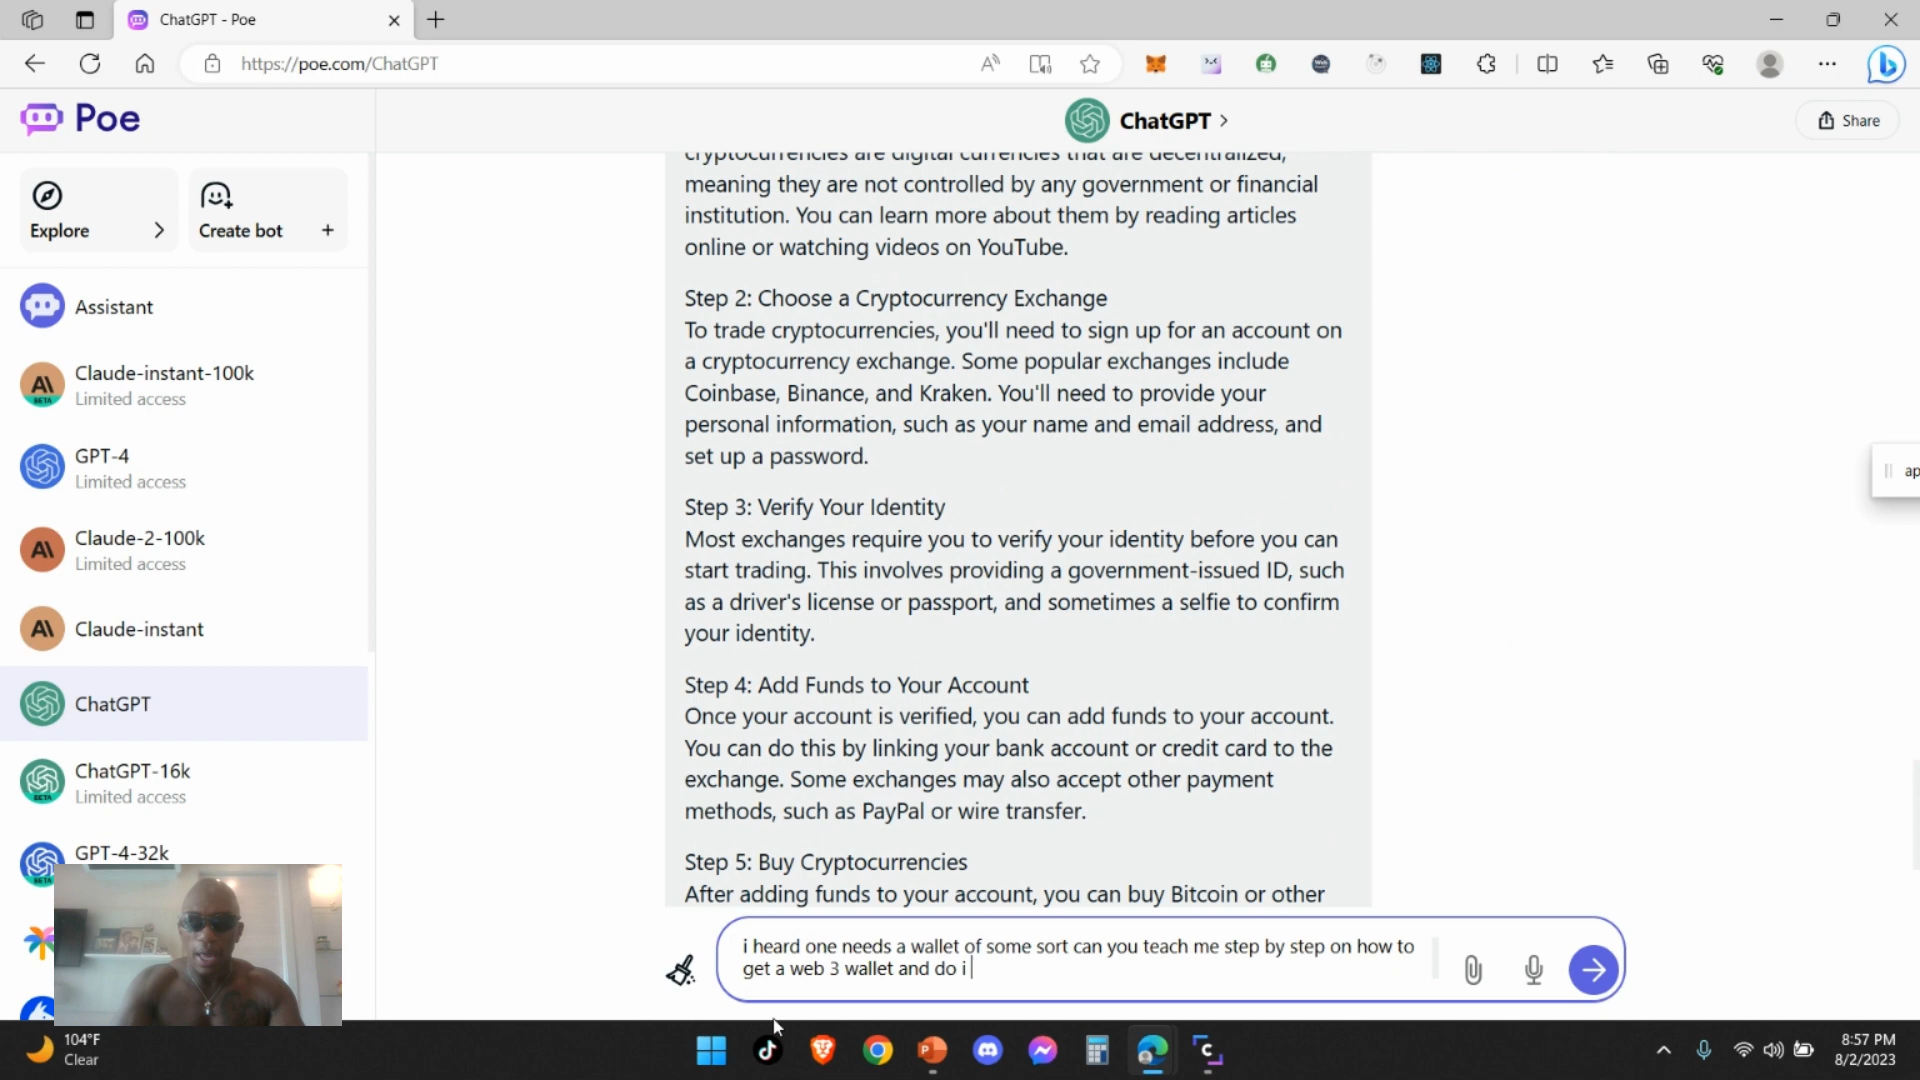 ChatGPT - Poe
https://poe.com/ChatGPT
Poe
ChatGPT
Share
Explore
Create bot
Assistant
Claude-instant-100k
Limited access
GPT-4
Limited access
Claude-2-100k
Limited access
Claude-instant
ChatGPT
ChatGPT-16k
Limited access
GPT-4-32k
BETA
BETA
BETA
cryptocurrencies are digital currencies that are decentralized,
meaning they are not controlled by any government or financial
institution. You can learn more about them by reading articles
online or watching videos on YouTube.
Step 2: Choose a Cryptocurrency Exchange
To trade cryptocurrencies, you'll need to sign up for an account on
a cryptocurrency exchange. Some popular exchanges include
Coinbase, Binance, and Kraken. You'll need to provide your
personal information, such as your name and email address, and
set up a password.
Step 3: Verify Your Identity
Most exchanges require you to verify your identity before you can
start trading. This involves providing a government-issued ID, such
as a driver's license or passport, and sometimes a selfie to confirm
your identity.
Step 4: Add Funds to Your Account
Once your account is verified, you can add funds to your account.
You can do this by linking your bank account or credit card to the
exchange. Some exchanges may also accept other payment
methods, such as PayPal or wire transfer.
Step 5: Buy Cryptocurrencies
After adding funds to your account, you can buy Bitcoin or other
ap
i heard one needs a wallet of some sort can you teach me step by step on how to
get a web 3 wallet and do i
104°F
Clear
8:57 PM
8/2/2023